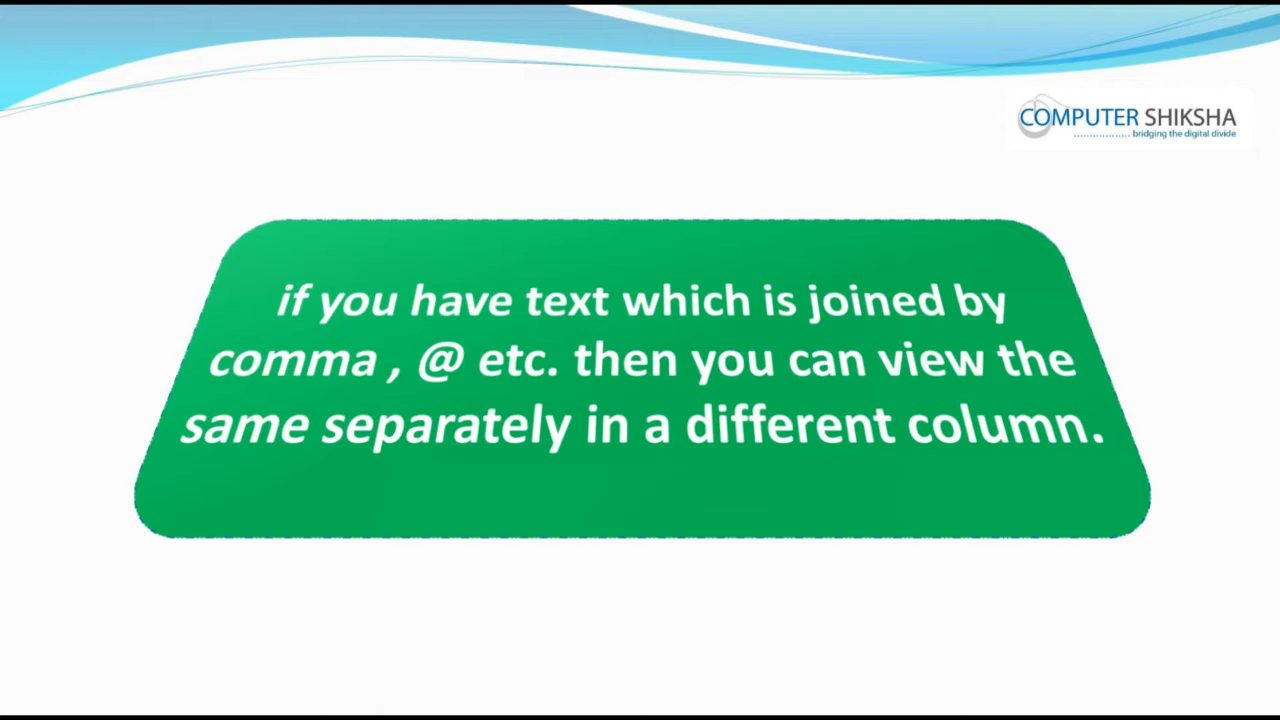 COMPUTER SHIKSHA
bridging the digital divide
if you have text which is joined by
comma , @ etc. then you can view the
same separately in a different column.